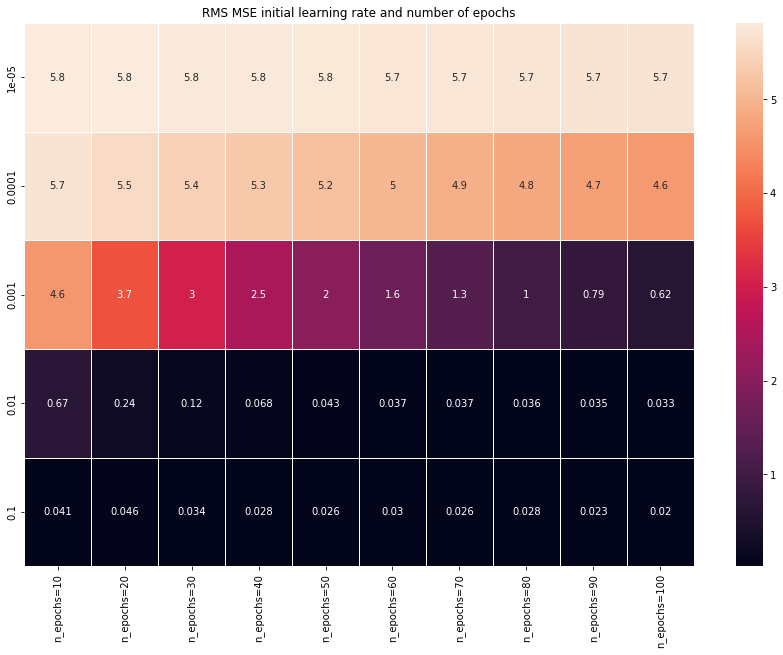 RMS MSE initial learning rate and number of epochs
1e-05 5.8 5.8 5.8 5.8 5.8 5.7 5.7 5.7 5.7 5.7
0.0001 5.7 5.5 5.4 5.3 5.2 5 4.9 4.8 4.7 4.6
0.001 4.6 3.7 3 2.5 2 1.6 1.3 1 0.79 0.62
0.01 0.67 0.24 0.12 0.068 0.043 0.037 0.037 0.036 0.035 0.033
0.1 0.041 0.046 0.034 0.028 0.026 0.03 0.026 0.028 0.023 0.02
n_epochs=10
n_epochs=20
n_epochs=30
n_epochs=40
n_epochs=50
n_epochs=60
n_epochs=70
n_epochs=80
n_epochs=90
n_epochs=100
5
4
3
2
1